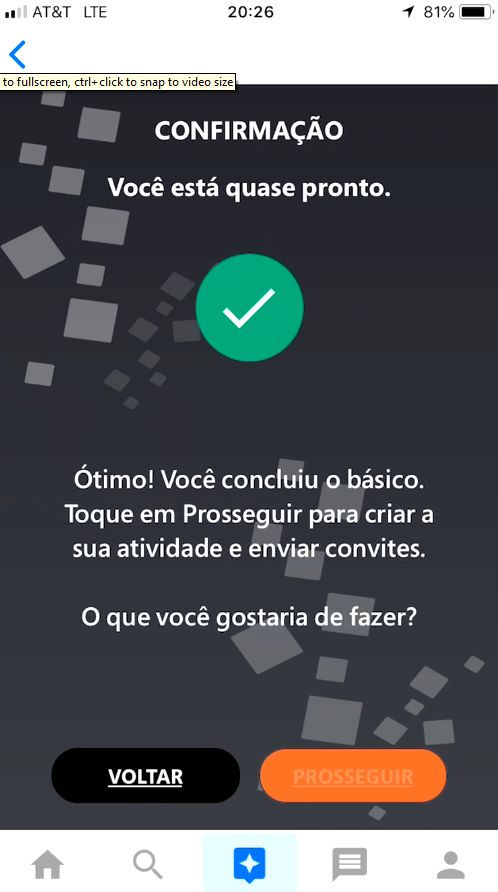 AT&T LTE 20:26 81%
to fullscreen, ctrl+click to snap to video size
CONFIRMAÇÃO
Você está quase pronto.
Ótimo! Você concluiu o básico.
Toque em Prosseguir para criar a
sua atividade e enviar convites.
O que você gostaria de fazer?
VOLTAR PROSSEGUIR